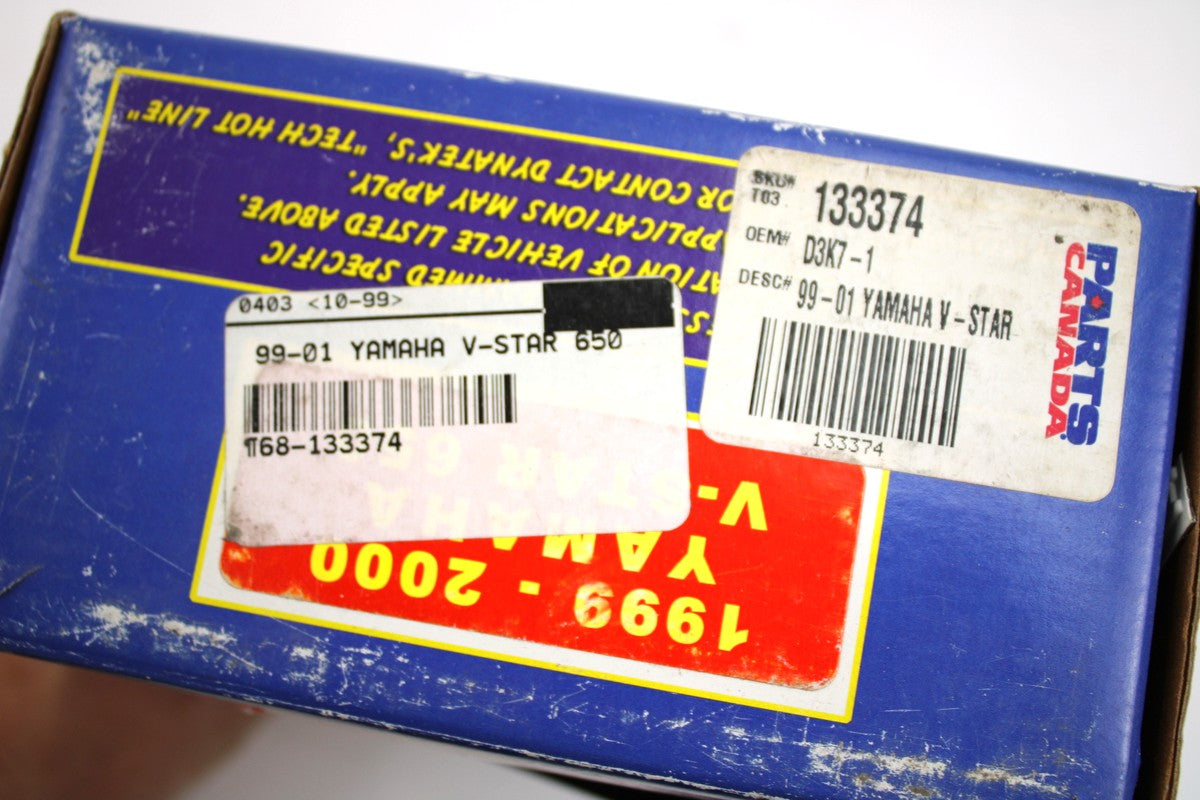 0403 <10-99>
99-01 YAMAHA V-STAR 650
¶68-133374
SKU# 133374
T03
OEM# D3K7-1
DESC# 99-01 YAMAHA V-STAR
133374
PARTS
CANADA
1999 - 2000
YAMAHA
V-STAR 65
SPECIFIC
ATION OF VEHICLE LISTED ABOVE.
APPLICATIONS MAY APPLY.
OR CONTACT DYNATEK'S, "TECH HOT LINE"